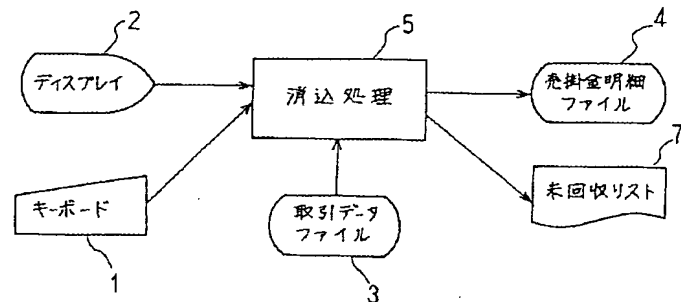 2
5
4
ディスプレイ
消込処理
売掛金明細
ファイル
7
キーボード
取引データ
ファイル
未回収リスト
1
3